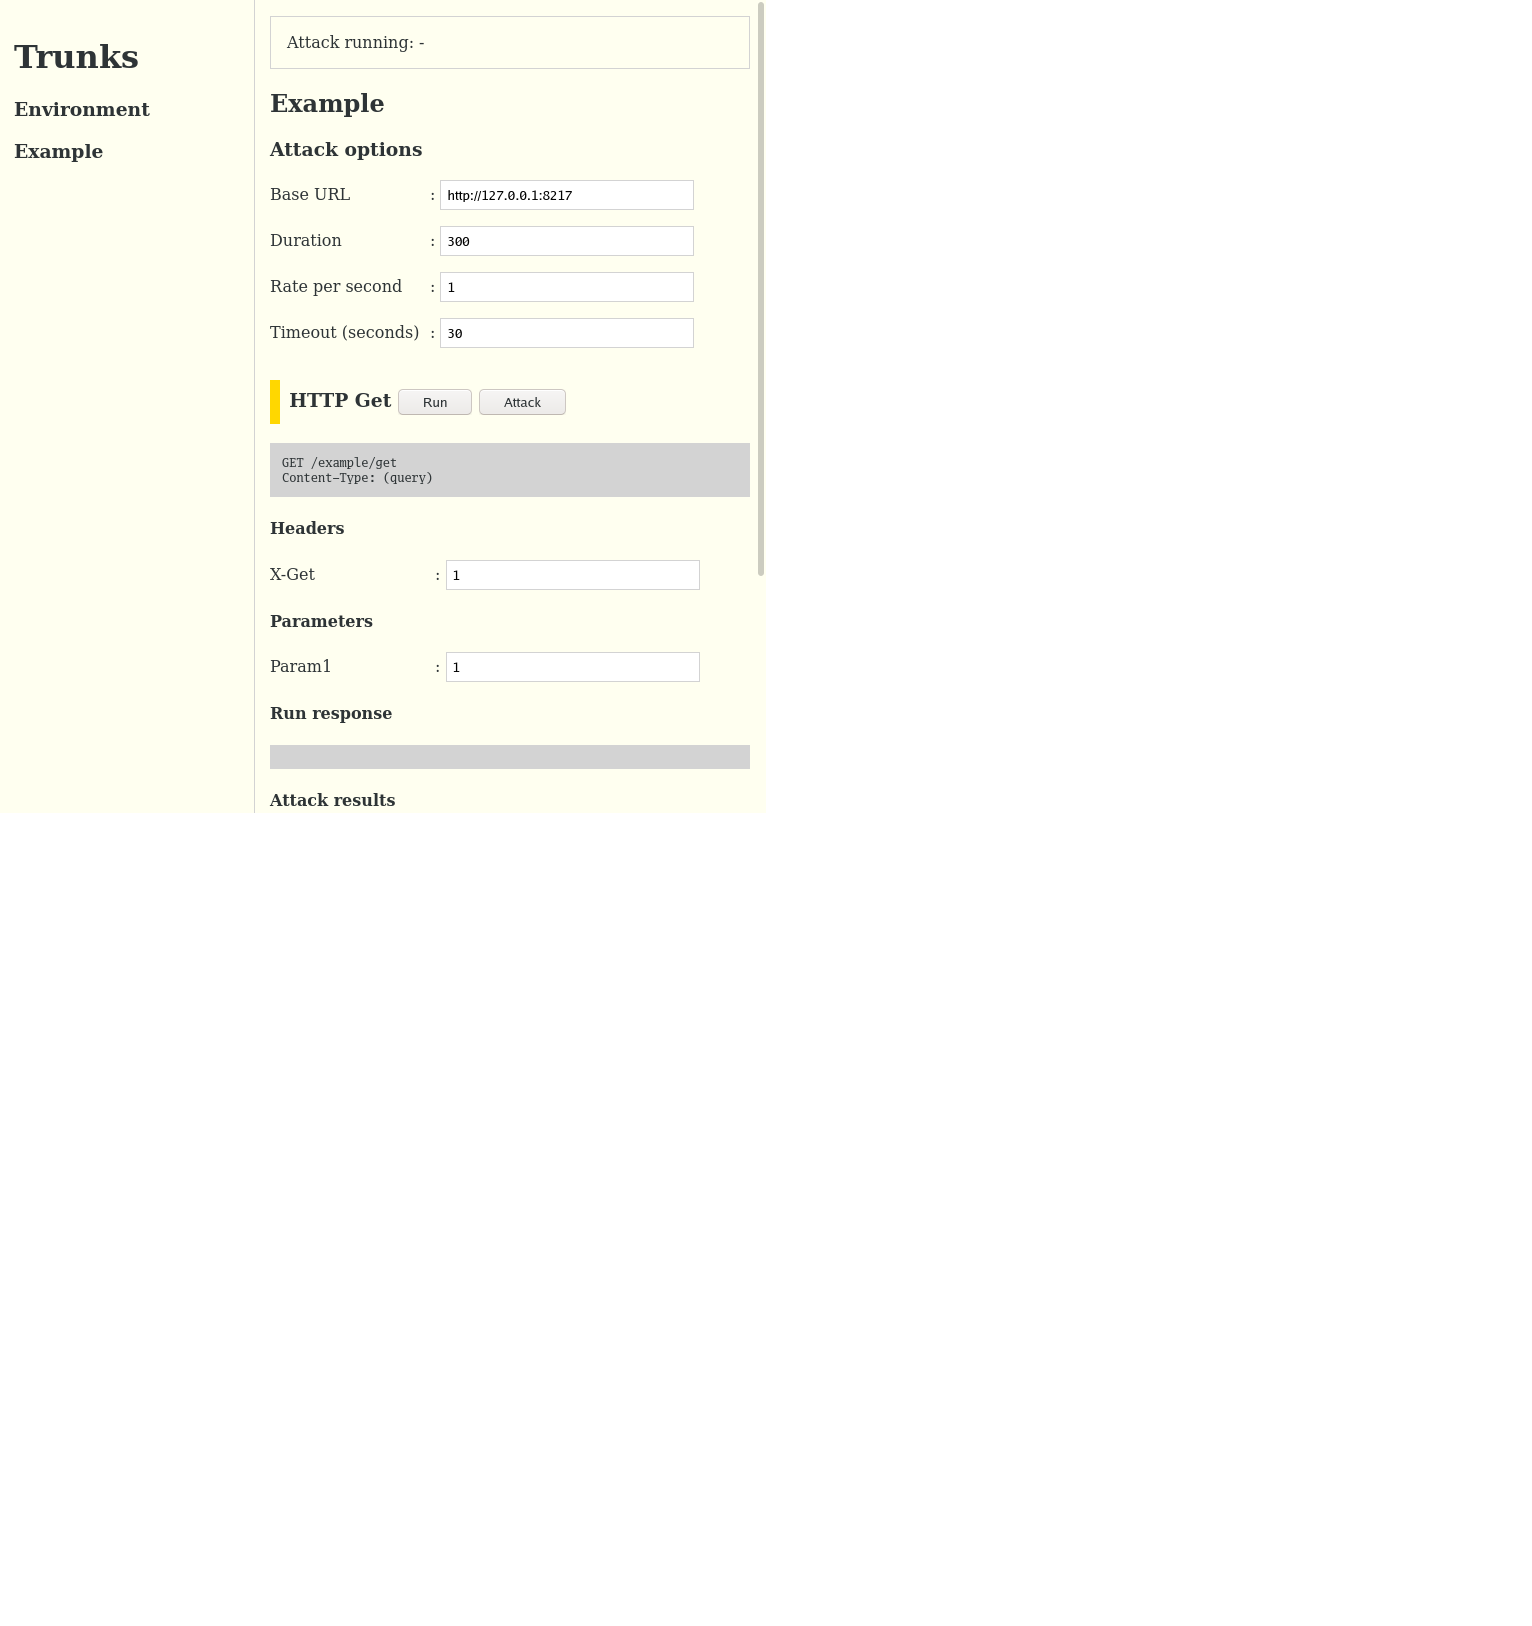 Trunks
Environment
Example
Attack running: -
Example
Attack options
Base URL : http://127.0.0.1:8217
Duration : 300
Rate per second : 1
Timeout (seconds) : 30
HTTP Get Run Attack
GET /example/get
Content-Type: (query)
Headers
X-Get : 1
Parameters
Param1 : 1
Run response
Attack results